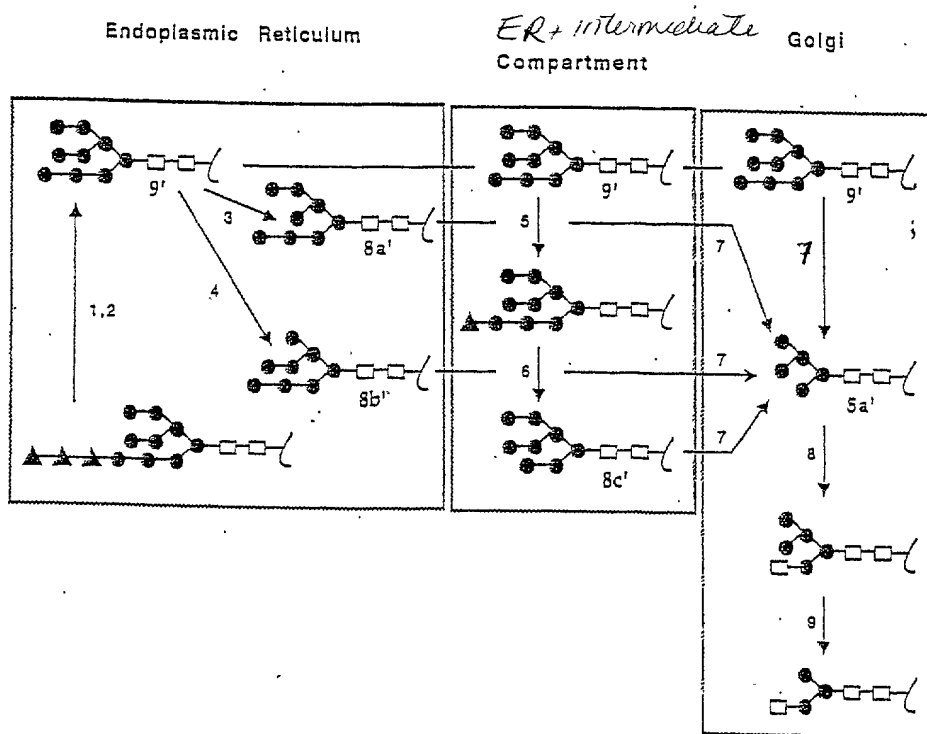 Endoplasmic Reticulum
ER + intermediate
Compartment
Golgi
9'
3
8a'
4
1,2
8b'
9'
5
6
8c'
9'
7
7
7
7
5a'
8
9